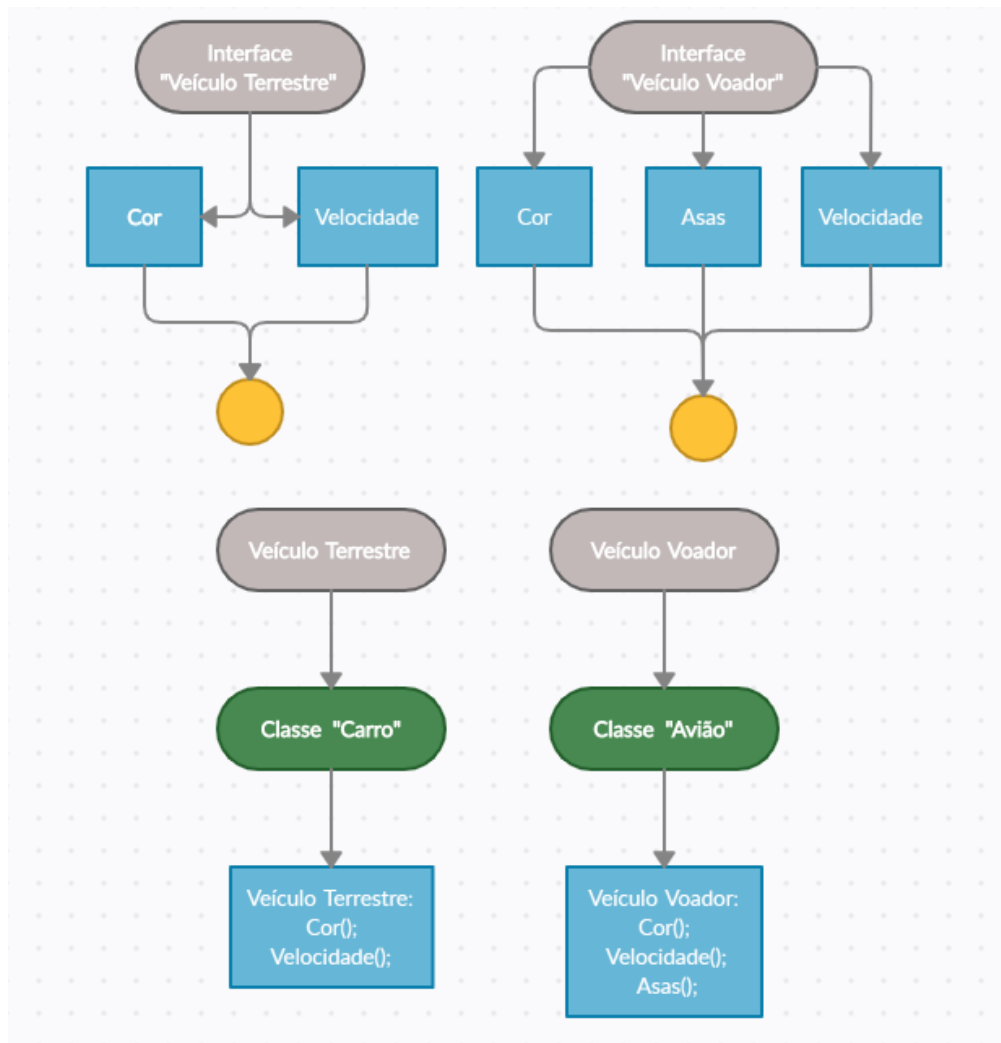 Interface
"Veículo Terrestre"
Interface
"Veículo Voador"
Cor
Velocidade
Cor
Asas
Velocidade
Veículo Terrestre
Veículo Voador
Classe "Carro"
Classe "Avião"
Veículo Terrestre:
Cor();
Velocidade();
Veículo Voador:
Cor();
Velocidade();
Asas();